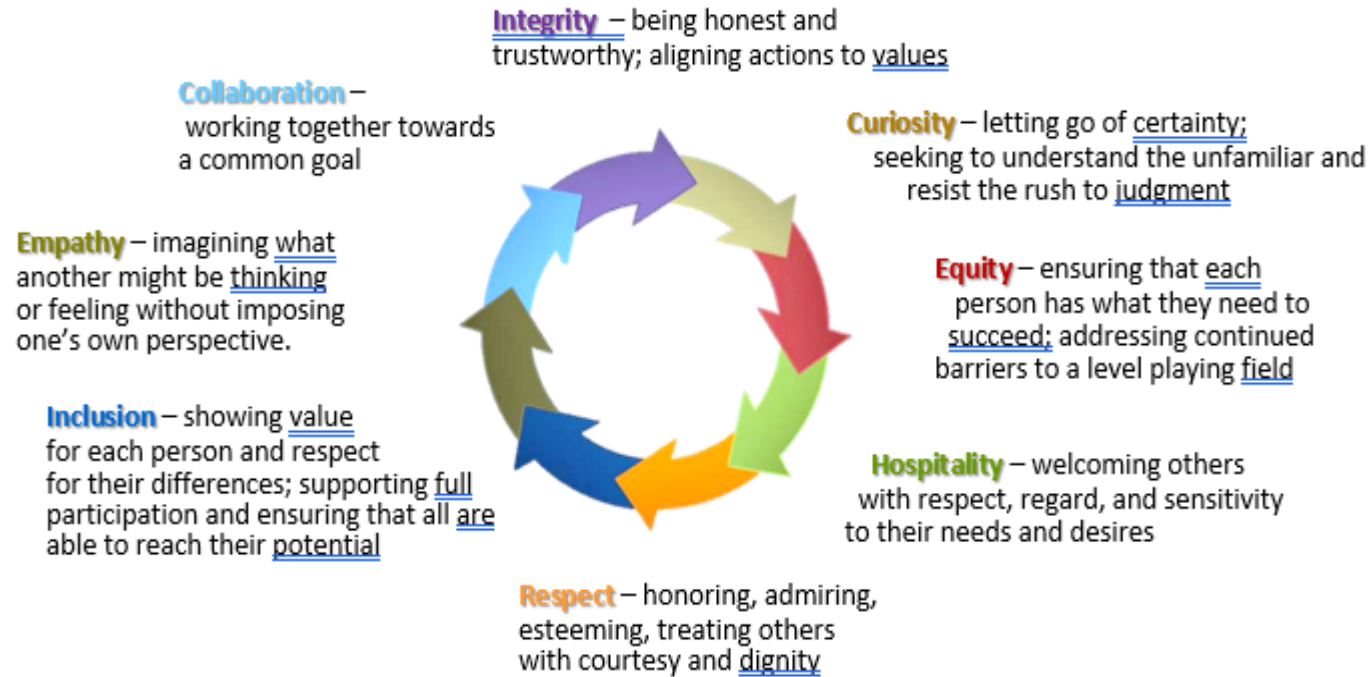 Integrity – being honest and
trustworthy; aligning actions to values
Collaboration –
working together towards
a common goal
Curiosity – letting go of certainty;
seeking to understand the unfamiliar and
resist the rush to judgment
Empathy – imagining what
another might be thinking
or feeling without imposing
one’s own perspective.
Equity – ensuring that each
person has what they need to
succeed; addressing continued
barriers to a level playing field
Inclusion – showing value
for each person and respect
for their differences; supporting full
participation and ensuring that all are
able to reach their potential
Hospitality – welcoming others
with respect, regard, and sensitivity
to their needs and desires
Respect – honoring, admiring,
esteeming, treating others
with courtesy and dignity